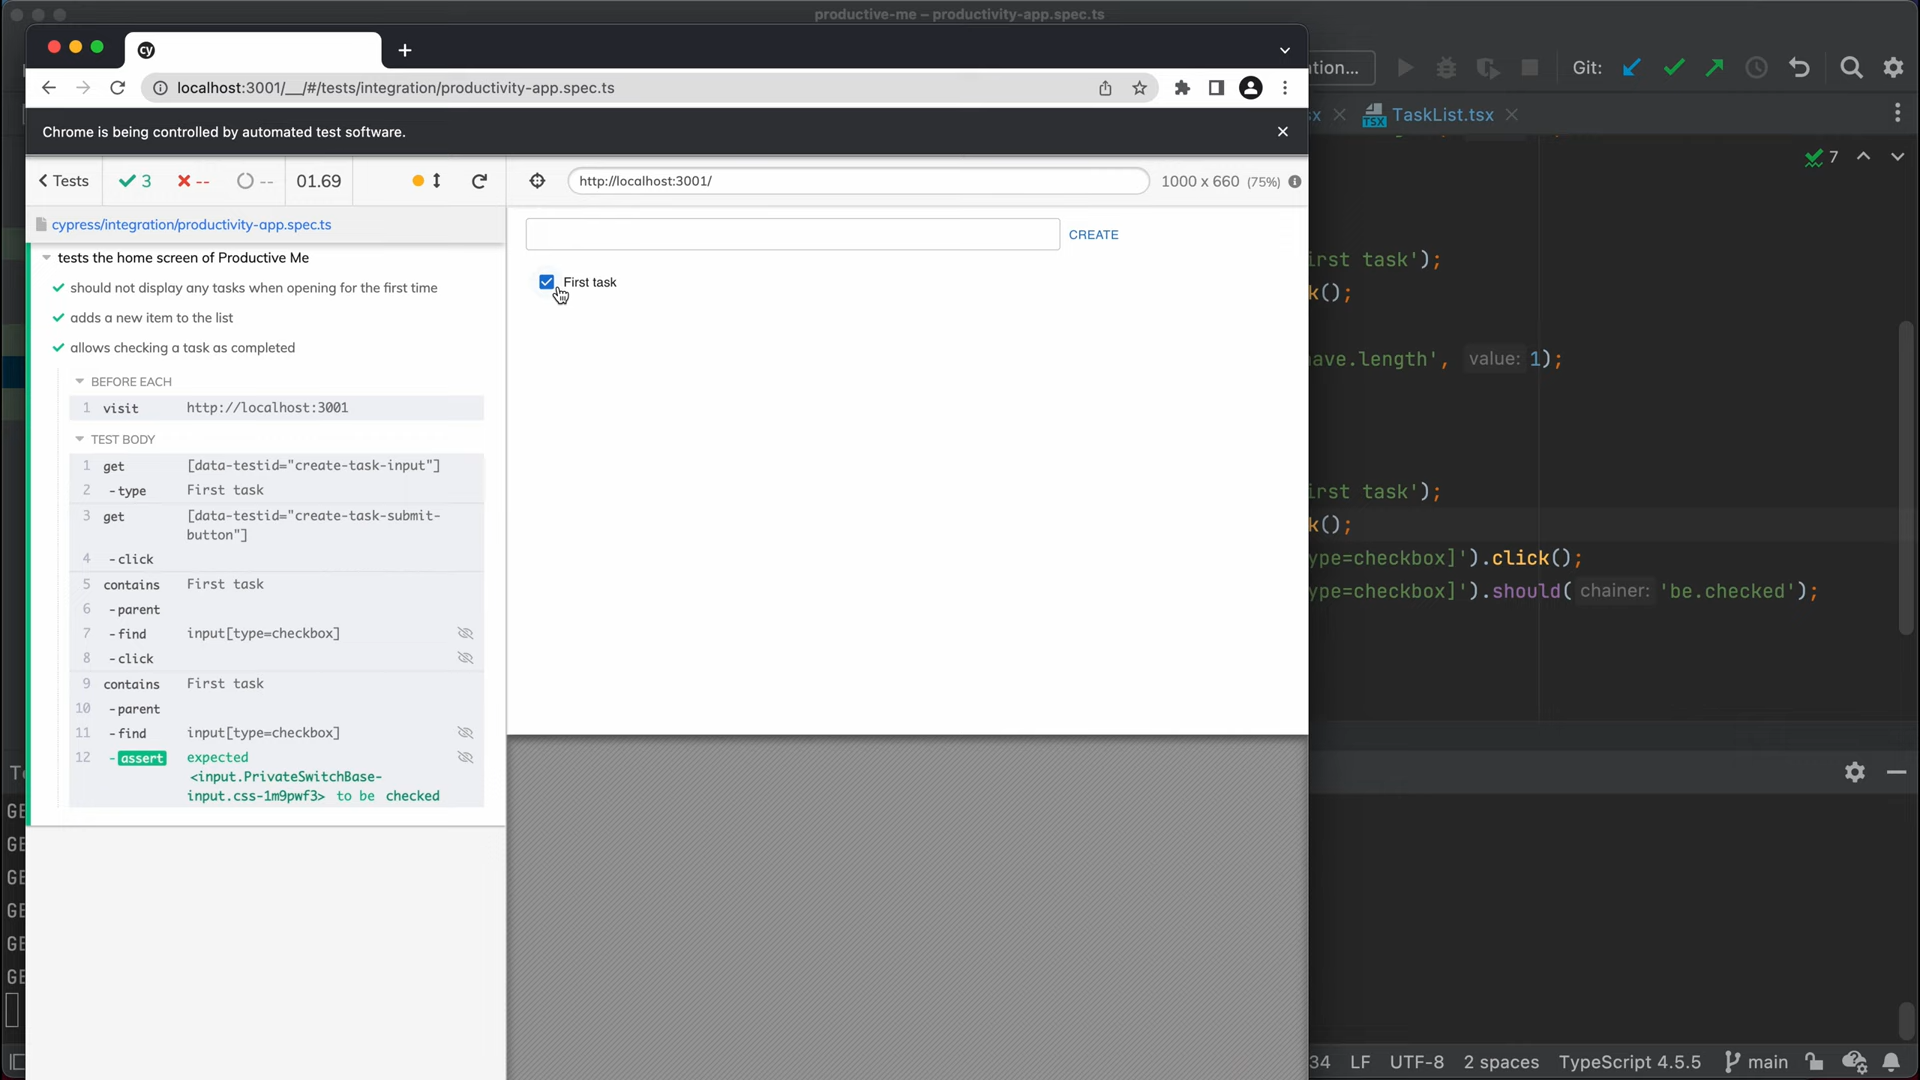 productive-me – productivity-app.spec.ts
cy
localhost:3001/__/#/tests/integration/productivity-app.spec.ts
tion...
Git:
Chrome is being controlled by automated test software.
TSX
TaskList.tsx
Tests
3
--
--
01.69
http://localhost:3001/
1000 x 660 (75%)
7
cypress/integration/productivity-app.spec.ts
CREATE
tests the home screen of Productive Me
should not display any tasks when opening for the first time
adds a new item to the list
allows checking a task as completed
First task
BEFORE EACH
1 visit http://localhost:3001
TEST BODY
1 get [data-testid="create-task-input"]
2 -type First task
3 get [data-testid="create-task-submit-
button"]
4 -click
5 contains First task
6 -parent
7 -find input[type=checkbox]
8 -click
9 contains First task
10 -parent
11 -find input[type=checkbox]
12 -assert expected
<input.PrivateSwitchBase-
input.css-1m9pwf3> to be checked
irst task');
k();
ave.length', value: 1);
irst task');
k();
ype=checkbox]').click();
ype=checkbox]').should( chainer: 'be.checked');
GE
GE
GE
GE
GE
GE
34 LF UTF-8 2 spaces TypeScript 4.5.5 main